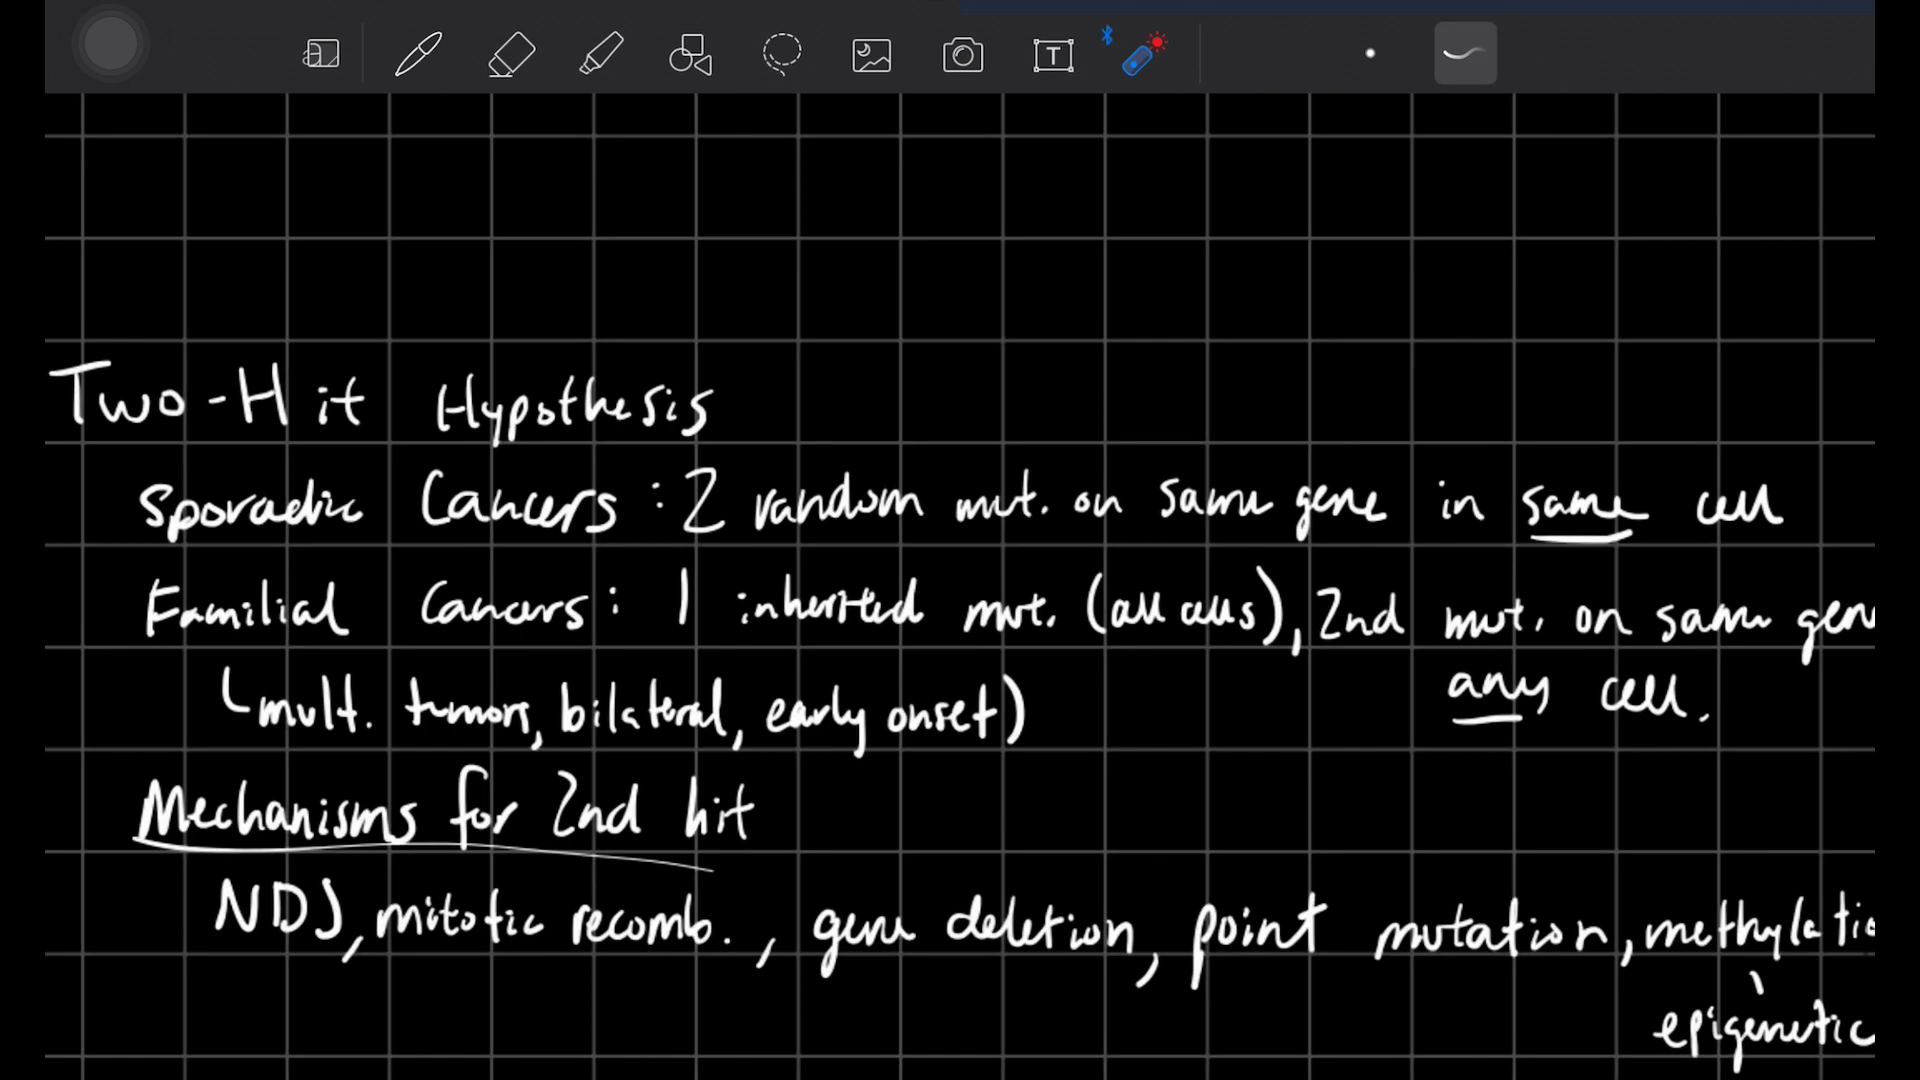 Two-Hit Hypothesis
Sporadic Cancers : 2 random mut. on same gene in same cell
Familial Cancers : 1 inherited mut. (all cells), 2nd mut. on same gen
any cell.
(mult. tumors, bilateral, early onset)
Mechanisms for 2nd hit
NDJ, mitotic recomb. , gene deletion, point mutation, methylatio
epigenetic